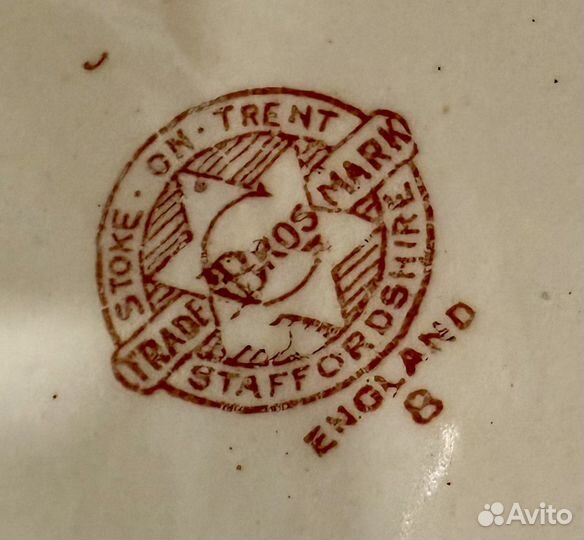 STOKE · ON · TRENT
TRADE MARK
BROS
STAFFORDSHIRE
ENGLAND
8
Avito